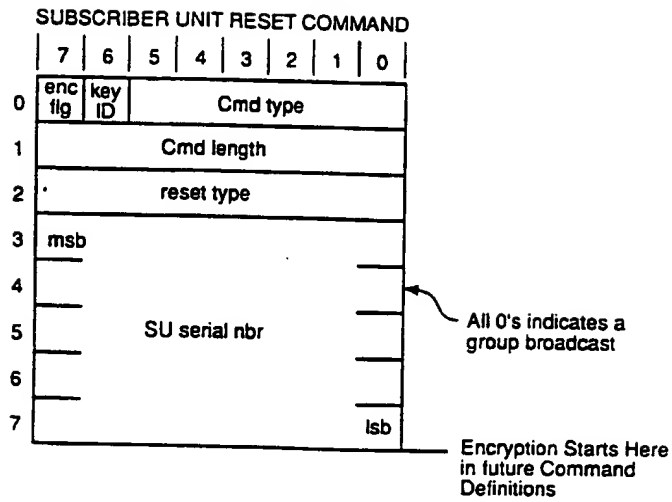 SUBSCRIBER UNIT RESET COMMAND
7 6 5 4 3 2 1 0
0 enc flg key ID Cmd type
1 Cmd length
2 reset type
3 msb
4
All 0's indicates a
group broadcast
5 SU serial nbr
6
7 lsb
Encryption Starts Here
in future Command
Definitions